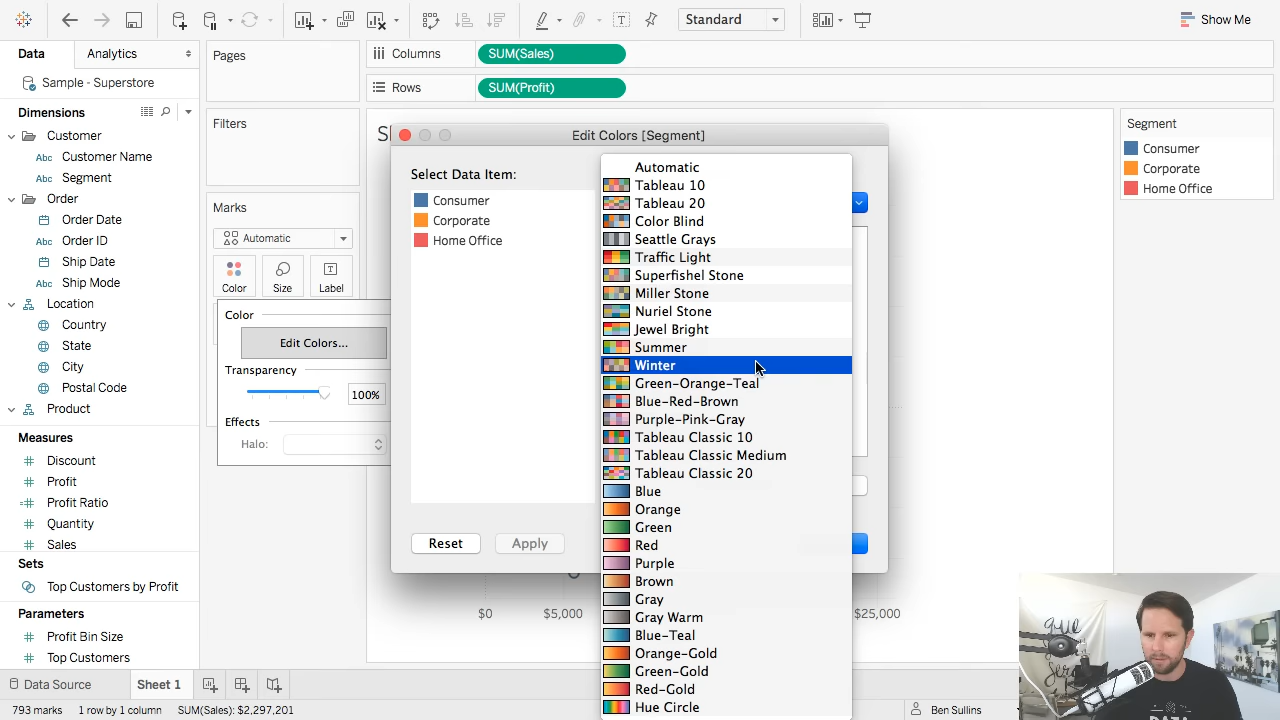 Standard
Show Me
Data
Analytics
Sample - Superstore
Dimensions
Abc
Customer
Customer Name
Abc
Segment
Order
Order Date
Abc
Order ID
Ship Date
Abc
Ship Mode
Location
Country
State
City
Postal Code
Product
Measures
Discount
Profit
Profit Ratio
Quantity
Sales
Sets
Top Customers by Profit
Parameters
Profit Bin Size
Top Customers
Pages
Filters
Marks
Automatic
Color
Size
Label
Color
Edit Colors...
Transparency
100%
Effects
Halo:
Columns
SUM(Sales)
Rows
SUM(Profit)
Edit Colors [Segment]
Select Data Item:
Consumer
Corporate
Home Office
Reset
Apply
Automatic
Tableau 10
Tableau 20
Color Blind
Seattle Grays
Traffic Light
Superfishel Stone
Miller Stone
Nuriel Stone
Jewel Bright
Summer
Winter
Green-Orange-Teal
Blue-Red-Brown
Purple-Pink-Gray
Tableau Classic 10
Tableau Classic Medium
Tableau Classic 20
Blue
Orange
Green
Red
Purple
Brown
Gray
Gray Warm
Blue-Teal
Orange-Gold
Green-Gold
Red-Gold
Hue Circle
$0
$5,000
$25,000
Segment
Consumer
Corporate
Home Office
Data Source
Sheet 1
793 marks
1 row by 1 column
SUM(Sales): $2,297,201
Ben Sullins